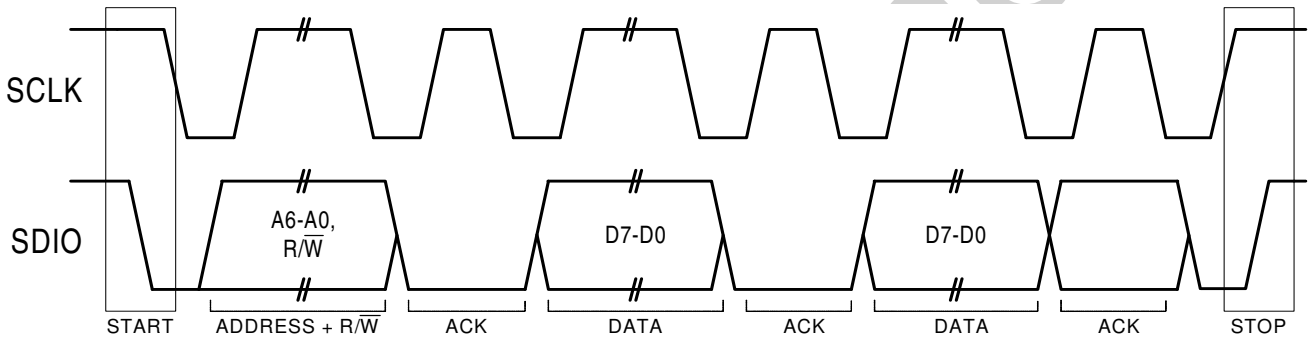 SCLK
SDIO
A6-A0,
R/W̅
D7-D0
D7-D0
START
ADDRESS + R/W̅
ACK
DATA
ACK
DATA
ACK
STOP